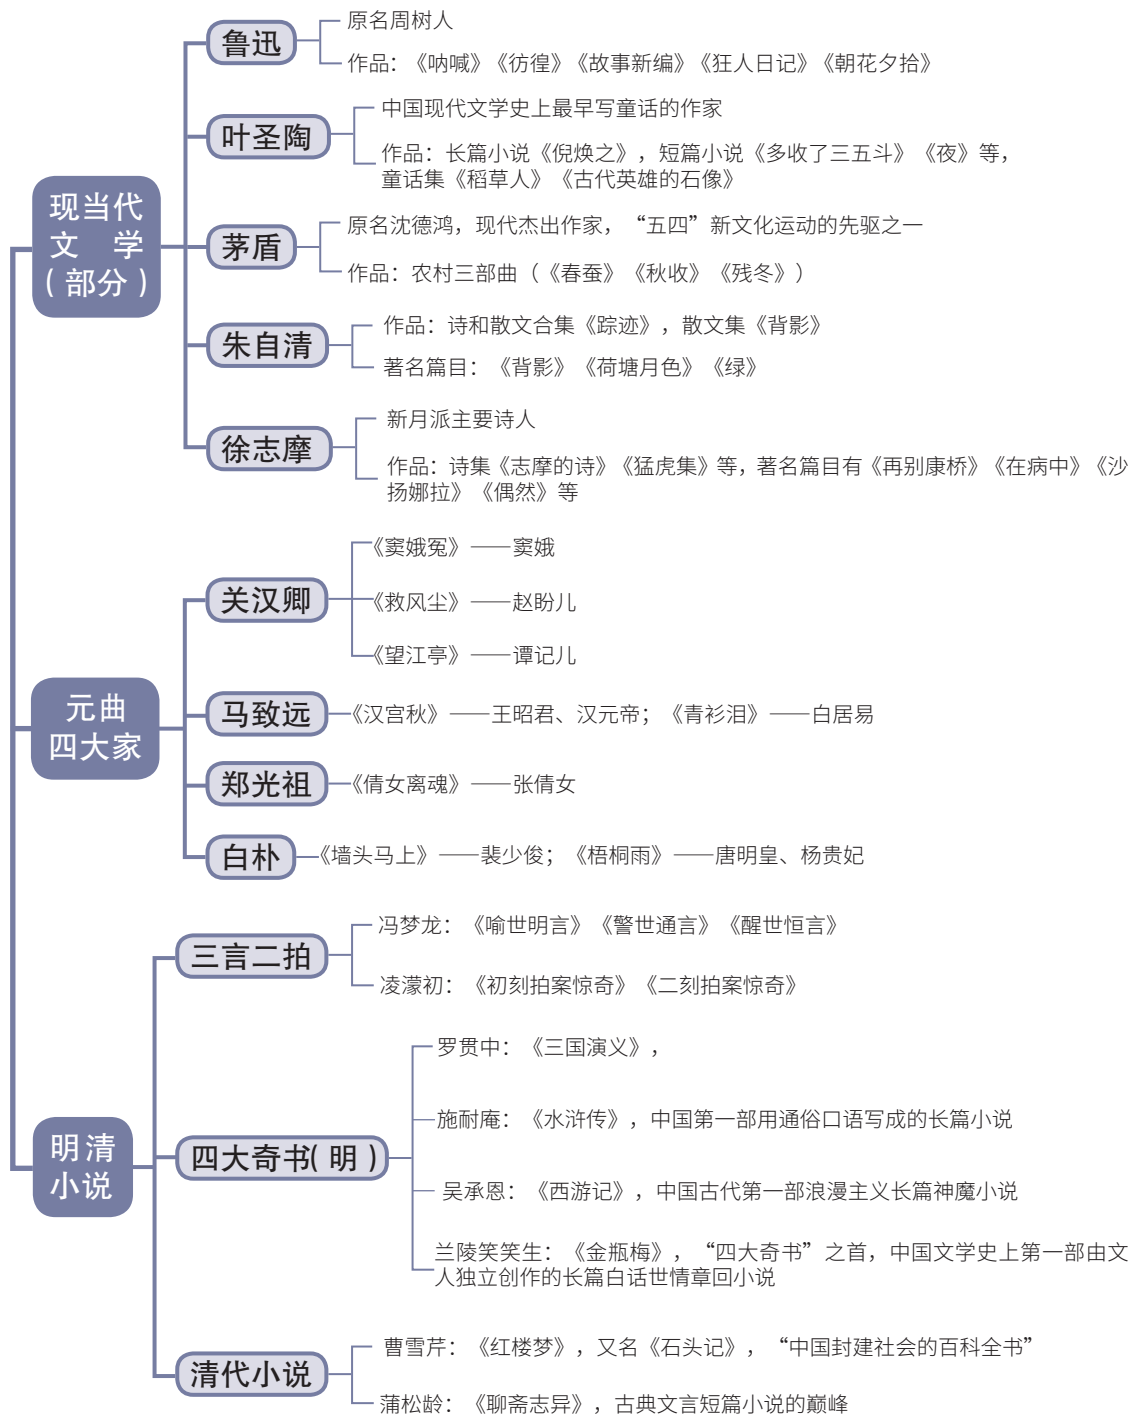 现当代
文 学
(部分)
鲁迅
原名周树人
作品：《呐喊》《彷徨》《故事新编》《狂人日记》《朝花夕拾》
叶圣陶
中国现代文学史上最早写童话的作家
作品：长篇小说《倪焕之》，短篇小说《多收了三五斗》《夜》等，
童话集《稻草人》《古代英雄的石像》
茅盾
原名沈德鸿，现代杰出作家，“五四”新文化运动的先驱之一
作品：农村三部曲（《春蚕》《秋收》《残冬》）
朱自清
作品：诗和散文合集《踪迹》，散文集《背影》
著名篇目：《背影》《荷塘月色》《绿》
徐志摩
新月派主要诗人
作品：诗集《志摩的诗》《猛虎集》等，著名篇目有《再别康桥》《在病中》《沙
扬娜拉》《偶然》等
元曲
四大家
关汉卿
《窦娥冤》——窦娥
《救风尘》——赵盼儿
《望江亭》——谭记儿
马致远
《汉宫秋》——王昭君、汉元帝；《青衫泪》——白居易
郑光祖
《倩女离魂》——张倩女
白朴
《墙头马上》——裴少俊；《梧桐雨》——唐明皇、杨贵妃
明清
小说
三言二拍
冯梦龙：《喻世明言》《警世通言》《醒世恒言》
凌濛初：《初刻拍案惊奇》《二刻拍案惊奇》
四大奇书(明)
罗贯中：《三国演义》，
施耐庵：《水浒传》，中国第一部用通俗口语写成的长篇小说
吴承恩：《西游记》，中国古代第一部浪漫主义长篇神魔小说
兰陵笑笑生：《金瓶梅》，“四大奇书”之首，中国文学史上第一部由文
人独立创作的长篇白话世情章回小说
清代小说
曹雪芹：《红楼梦》，又名《石头记》，“中国封建社会的百科全书”
蒲松龄：《聊斋志异》，古典文言短篇小说的巅峰